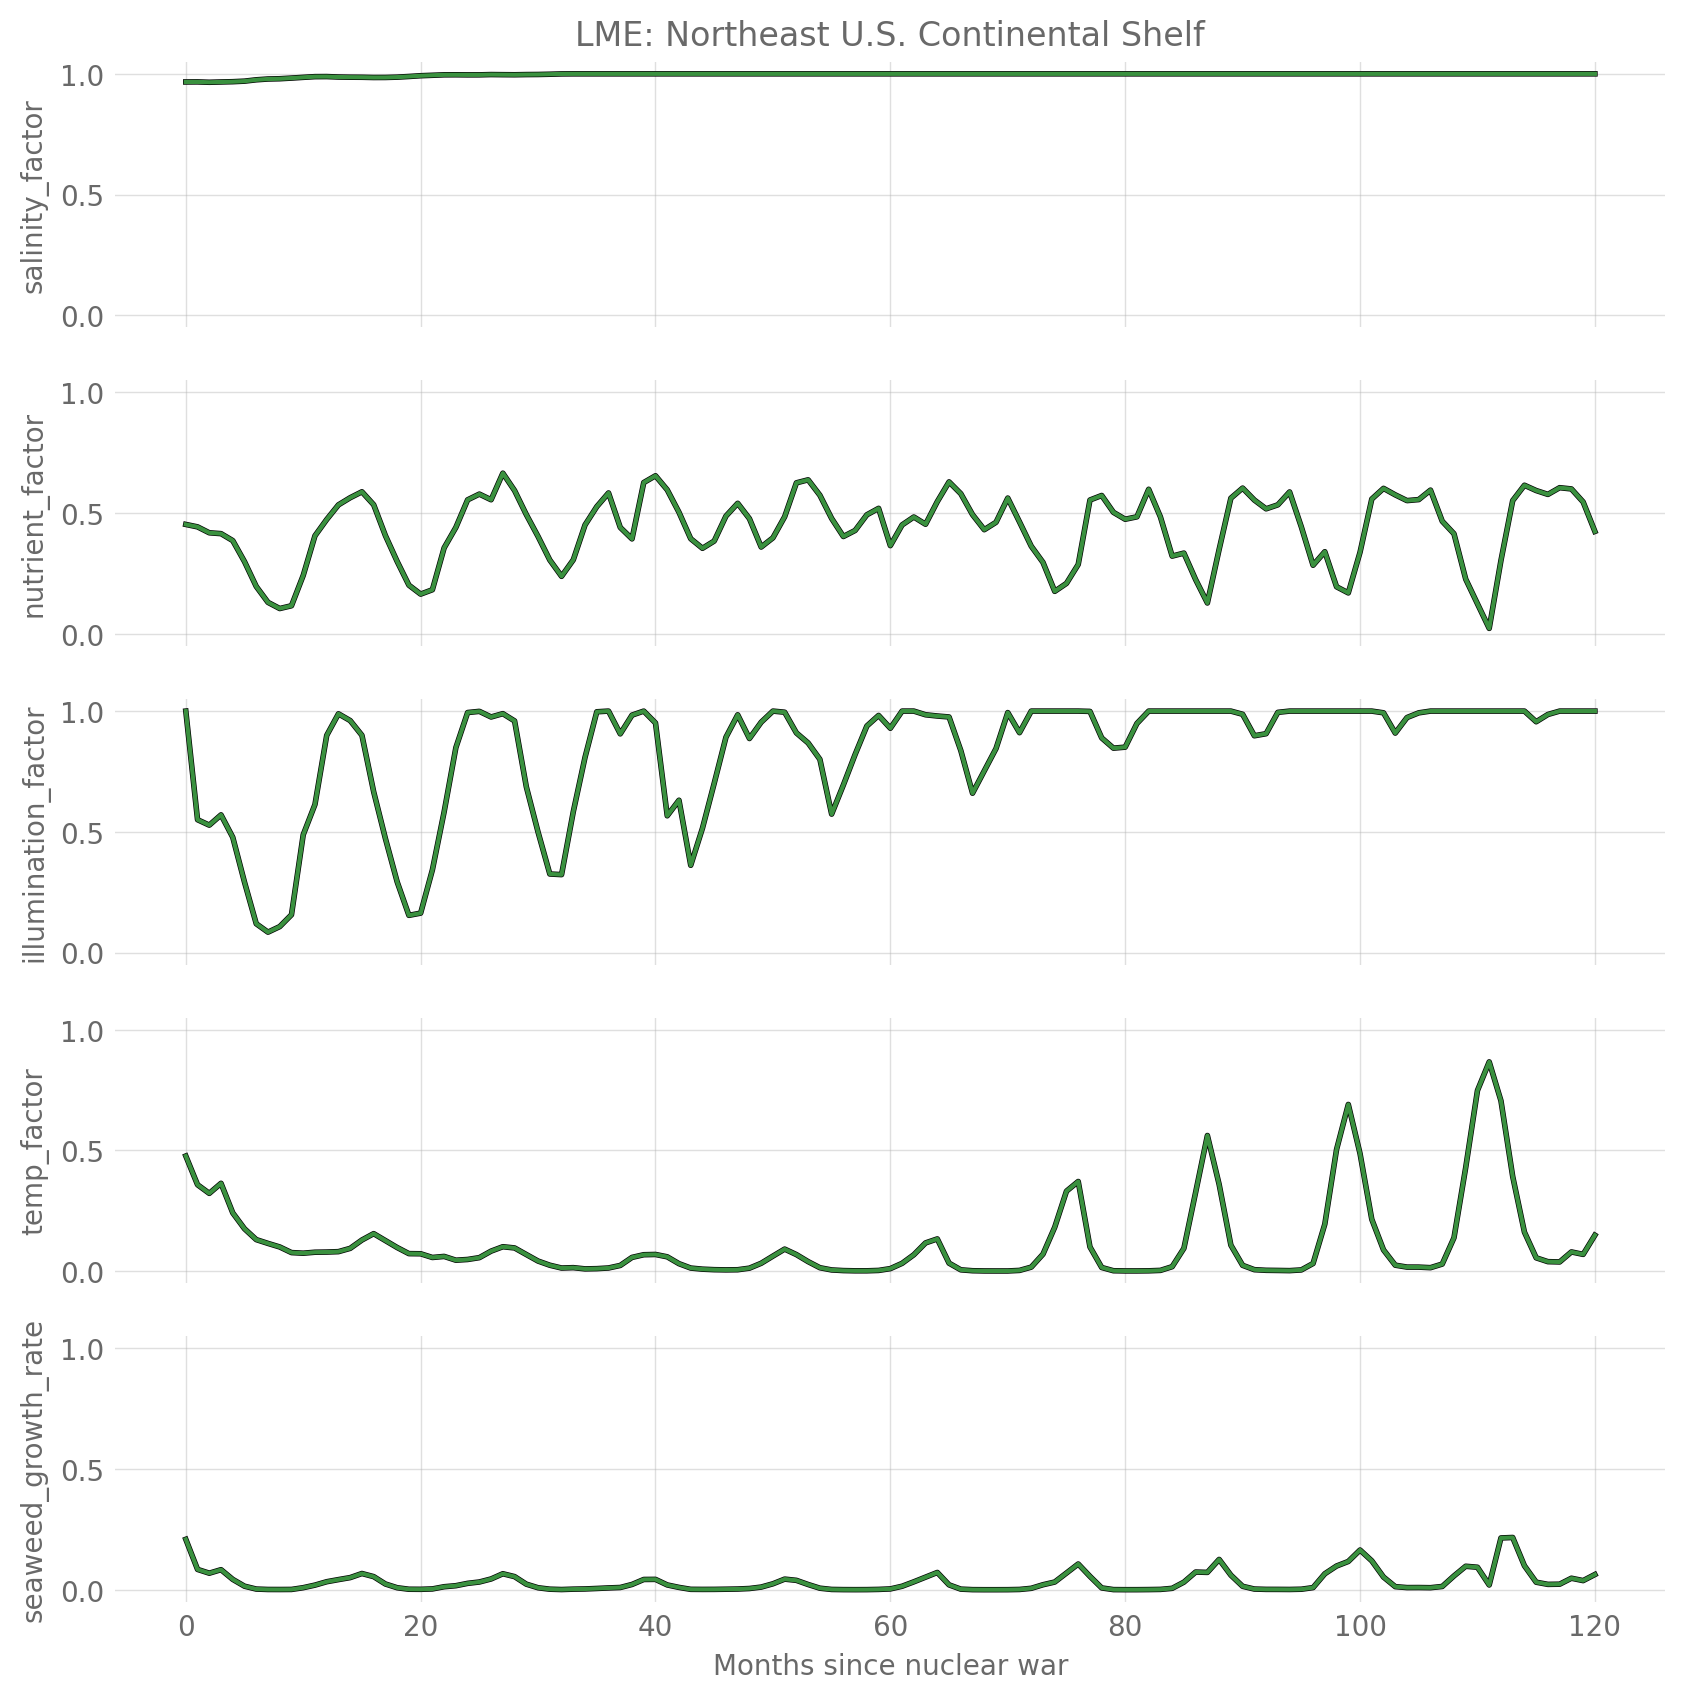 LME: Northeast U.S. Continental Shelf
salinity_factor
1.0
0.5
0.0
nutrient_factor
1.0
0.5
0.0
illumination_factor
1.0
0.5
0.0
temp_factor
1.0
0.5
0.0
seaweed_growth_rate
1.0
0.5
0.0
0 20 40 60 80 100 120
Months since nuclear war